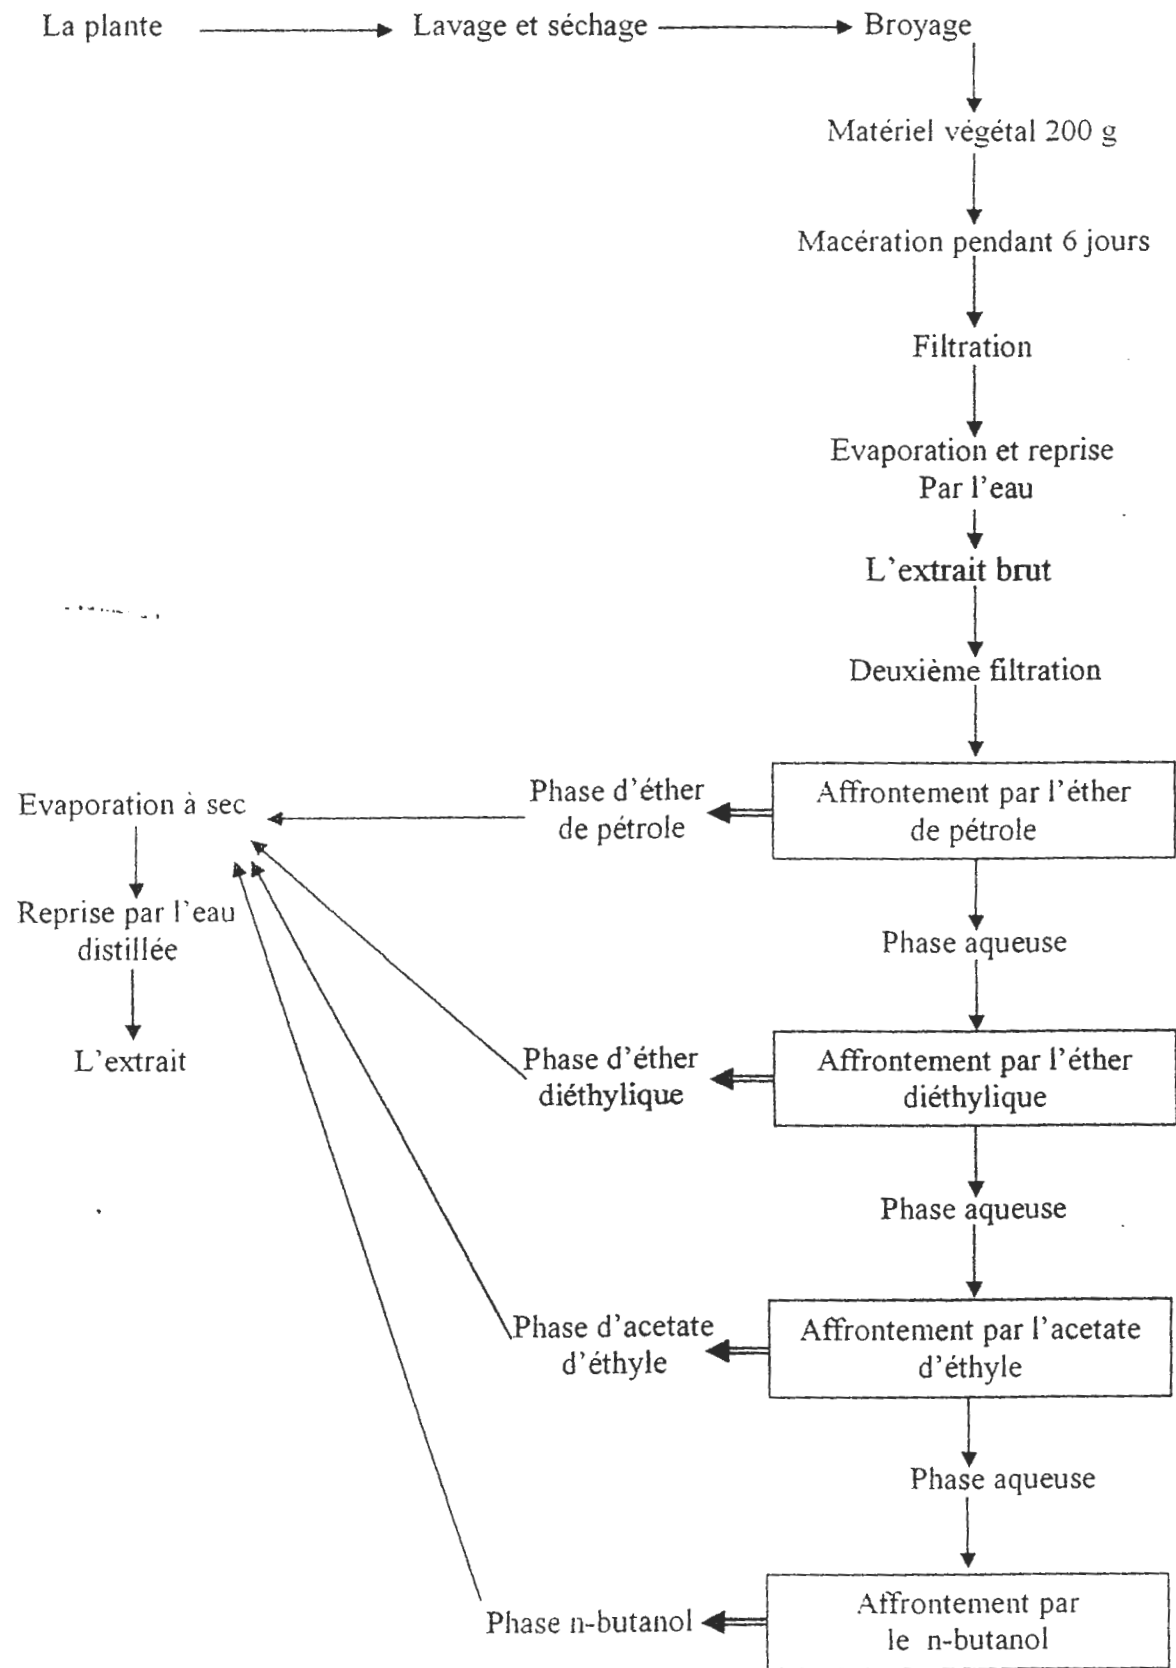 La plante
Lavage et séchage
Broyage
Matériel végétal 200 g
Macération pendant 6 jours
Filtration
Evaporation et reprise
Par l'eau
L'extrait brut
Deuxième filtration
Affrontement par l'éther
de pétrole
Phase d'éther
de pétrole
Evaporation à sec
Reprise par l'eau
distillée
L'extrait
Phase aqueuse
Affrontement par l'éther
diéthylique
Phase d'éther
diéthylique
Phase aqueuse
Affrontement par l'acetate
d'éthyle
Phase d'acetate
d'éthyle
Phase aqueuse
Affrontement par
le n-butanol
Phase n-butanol